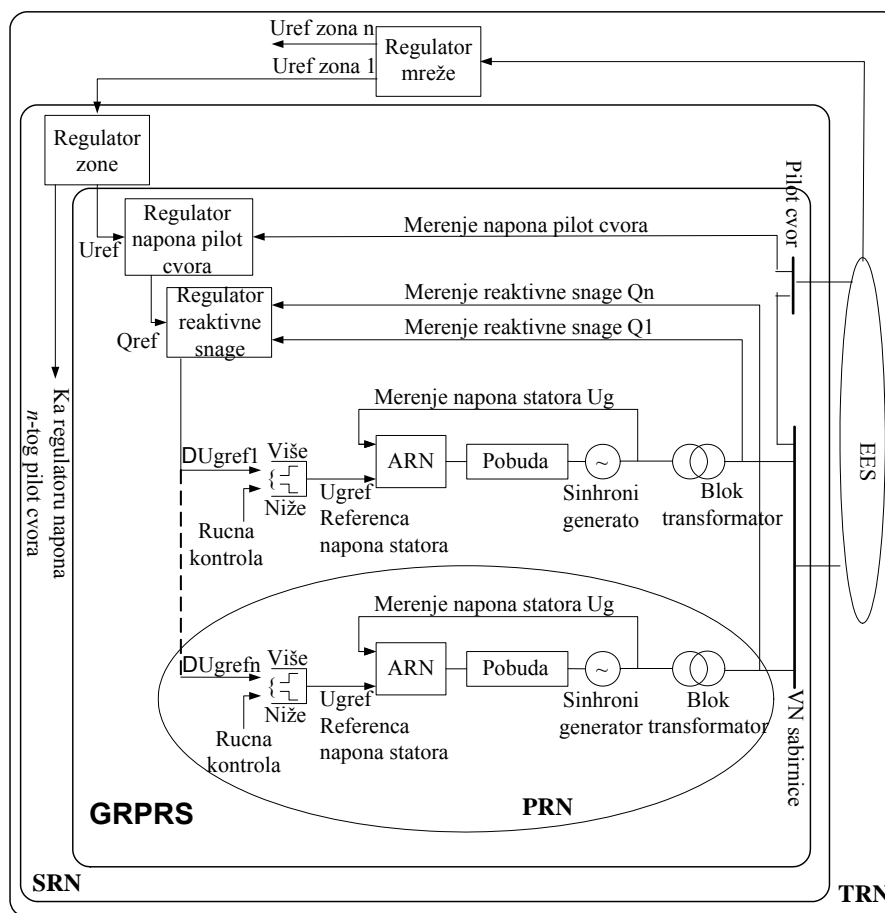 Uref zona n
Uref zona 1
Regulator
mreže
Regulator
zone
Pilot cvor
Regulator
napona pilot
cvora
Uref
Merenje napona pilot cvora
Regulator
reaktivne
snage
Qref
Merenje reaktivne snage Qn
Merenje reaktivne snage Q1
Ka regulatoru napona
n-tog pilot cvora
EES
Merenje napona statora Ug
DUgref1
Više
Niže
Rucna
kontrola
Ugref
Referenca
napona statora
ARN
Pobuda
~
Sinhroni
generato
Blok
transformator
Merenje napona statora Ug
DUgrefn
Više
Niže
Rucna
kontrola
Ugref
Referenca
napona statora
ARN
Pobuda
~
Sinhroni
generator
Blok
transformator
VN sabirnice
GRPRS
PRN
SRN
TRN